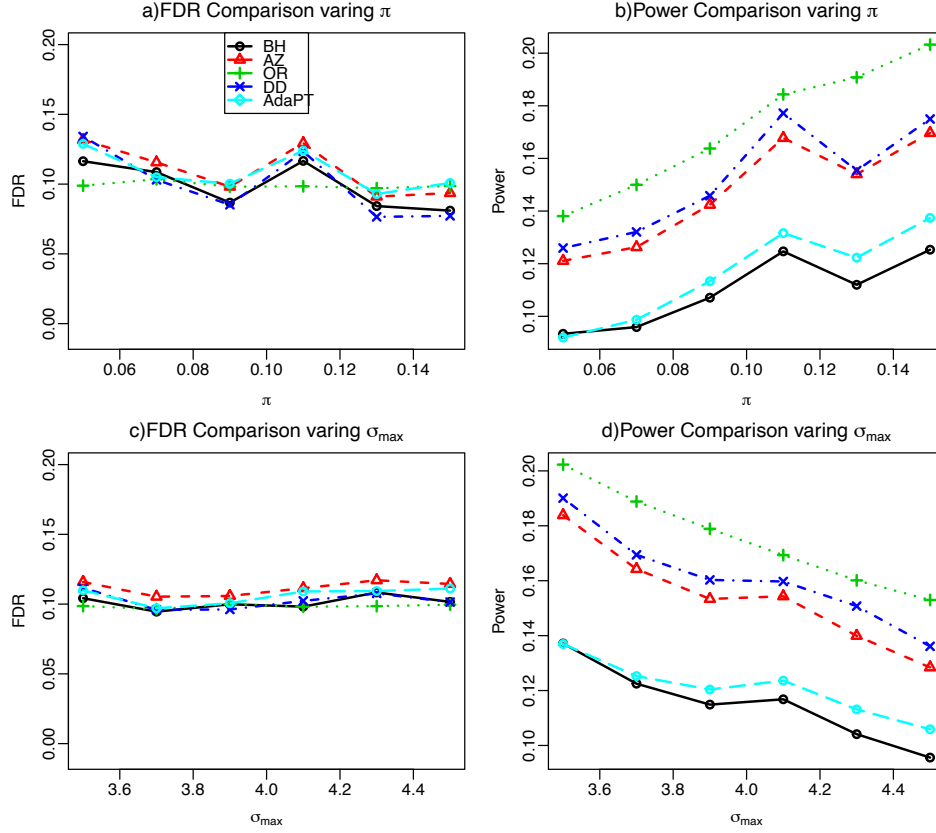 a)FDR Comparison varing π
FDR
0.00 0.05 0.10 0.15 0.20
BH
AZ
OR
DD
AdaPT
0.06 0.08 0.10 0.12 0.14
π
b)Power Comparison varing π
Power
0.10 0.12 0.14 0.16 0.18 0.20
0.06 0.08 0.10 0.12 0.14
π
c)FDR Comparison varing σmax
FDR
0.00 0.05 0.10 0.15 0.20
3.6 3.8 4.0 4.2 4.4
σmax
d)Power Comparison varing σmax
Power
0.10 0.12 0.14 0.16 0.18 0.20
3.6 3.8 4.0 4.2 4.4
σmax